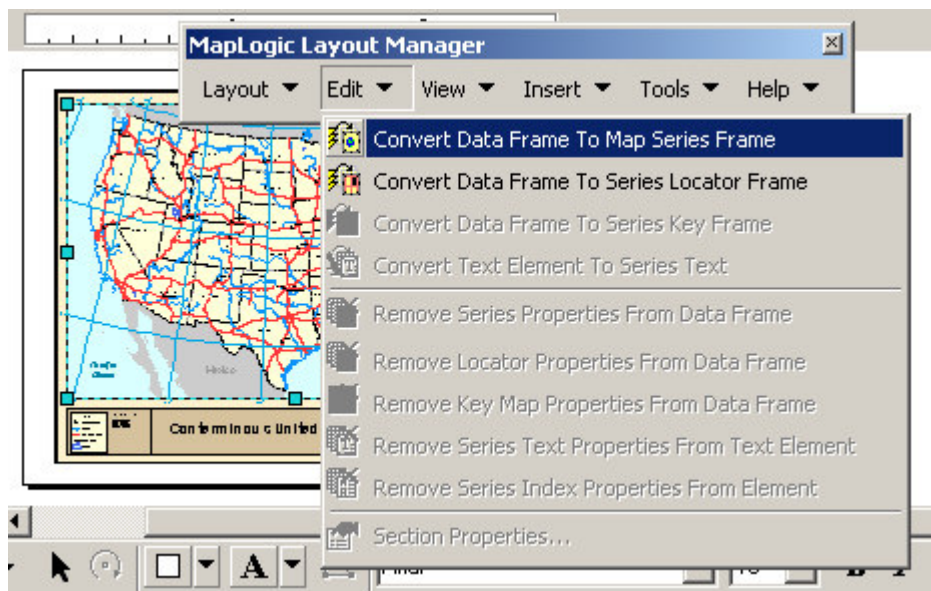 MapLogic Layout Manager
Layout Edit View Insert Tools Help
Convert Data Frame To Map Series Frame
Convert Data Frame To Series Locator Frame
Convert Data Frame To Series Key Frame
Convert Text Element To Series Text
Remove Series Properties From Data Frame
Remove Locator Properties From Data Frame
Remove Key Map Properties From Data Frame
Remove Series Text Properties From Text Element
Remove Series Index Properties From Element
Section Properties...
Mexico
Conterminous United
A